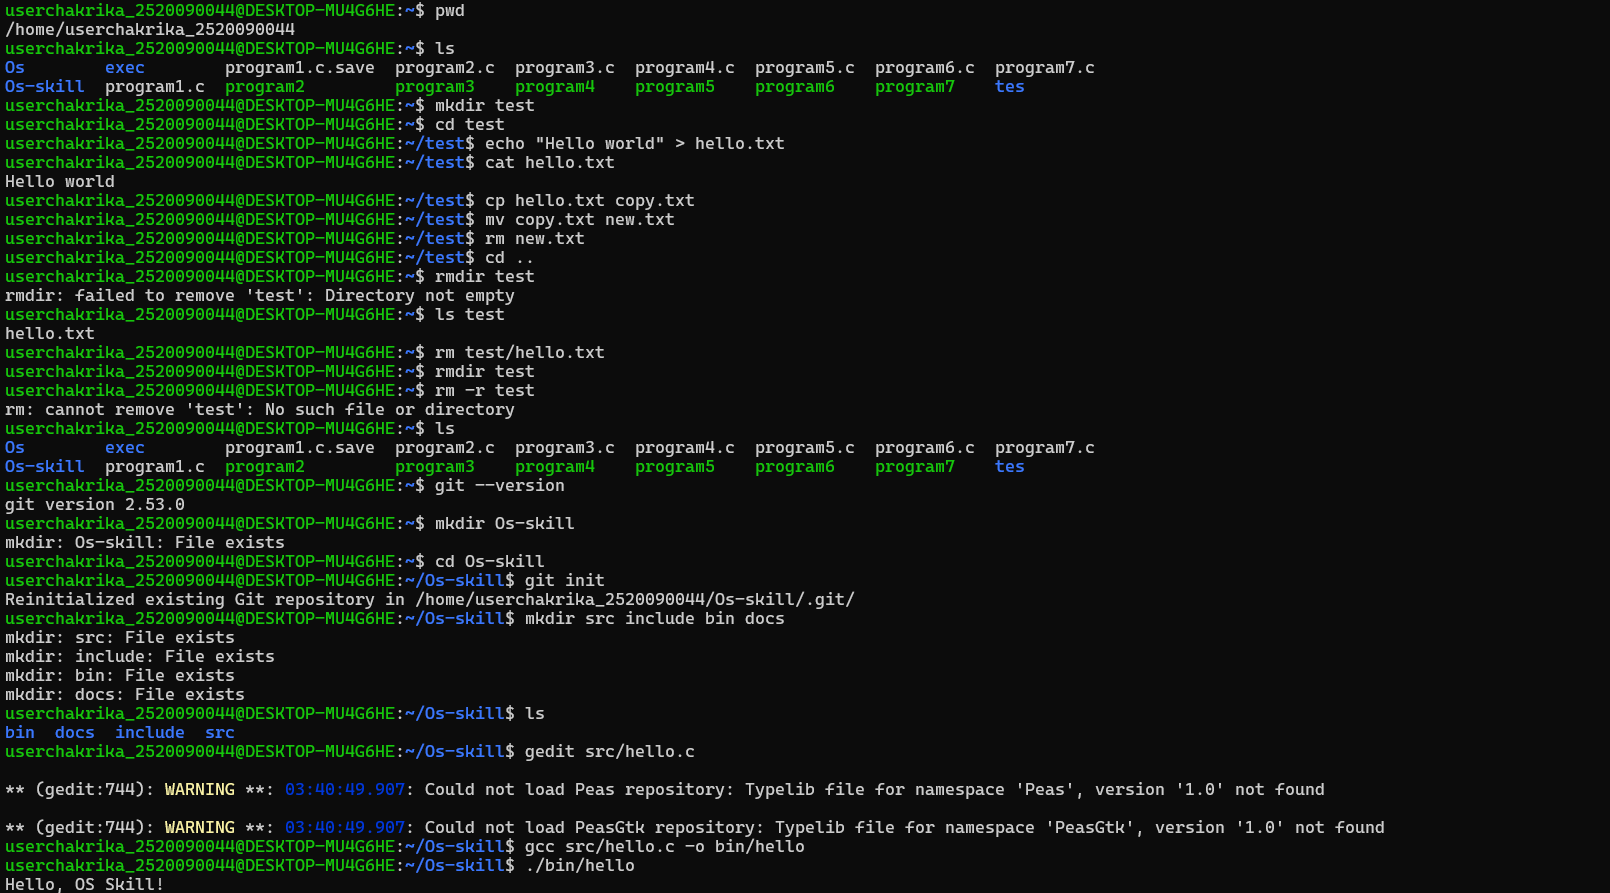 userchakrika_2520090044@DESKTOP-MU4G6HE:~$ pwd
/home/userchakrika_2520090044
userchakrika_2520090044@DESKTOP-MU4G6HE:~$ ls
Os        exec        program1.c.save  program2.c  program3.c  program4.c  program5.c  program6.c  program7.c
Os-skill  program1.c  program2         program3    program4    program5    program6    program7    tes
userchakrika_2520090044@DESKTOP-MU4G6HE:~$ mkdir test
userchakrika_2520090044@DESKTOP-MU4G6HE:~$ cd test
userchakrika_2520090044@DESKTOP-MU4G6HE:~/test$ echo "Hello world" > hello.txt
userchakrika_2520090044@DESKTOP-MU4G6HE:~/test$ cat hello.txt
Hello world
userchakrika_2520090044@DESKTOP-MU4G6HE:~/test$ cp hello.txt copy.txt
userchakrika_2520090044@DESKTOP-MU4G6HE:~/test$ mv copy.txt new.txt
userchakrika_2520090044@DESKTOP-MU4G6HE:~/test$ rm new.txt
userchakrika_2520090044@DESKTOP-MU4G6HE:~/test$ cd ..
userchakrika_2520090044@DESKTOP-MU4G6HE:~$ rmdir test
rmdir: failed to remove 'test': Directory not empty
userchakrika_2520090044@DESKTOP-MU4G6HE:~$ ls test
hello.txt
userchakrika_2520090044@DESKTOP-MU4G6HE:~$ rm test/hello.txt
userchakrika_2520090044@DESKTOP-MU4G6HE:~$ rmdir test
userchakrika_2520090044@DESKTOP-MU4G6HE:~$ rm -r test
rm: cannot remove 'test': No such file or directory
userchakrika_2520090044@DESKTOP-MU4G6HE:~$ ls
Os        exec        program1.c.save  program2.c  program3.c  program4.c  program5.c  program6.c  program7.c
Os-skill  program1.c  program2         program3    program4    program5    program6    program7    tes
userchakrika_2520090044@DESKTOP-MU4G6HE:~$ git --version
git version 2.53.0
userchakrika_2520090044@DESKTOP-MU4G6HE:~$ mkdir Os-skill
mkdir: Os-skill: File exists
userchakrika_2520090044@DESKTOP-MU4G6HE:~$ cd Os-skill
userchakrika_2520090044@DESKTOP-MU4G6HE:~/Os-skill$ git init
Reinitialized existing Git repository in /home/userchakrika_2520090044/Os-skill/.git/
userchakrika_2520090044@DESKTOP-MU4G6HE:~/Os-skill$ mkdir src include bin docs
mkdir: src: File exists
mkdir: include: File exists
mkdir: bin: File exists
mkdir: docs: File exists
userchakrika_2520090044@DESKTOP-MU4G6HE:~/Os-skill$ ls
bin  docs  include  src
userchakrika_2520090044@DESKTOP-MU4G6HE:~/Os-skill$ gedit src/hello.c
** (gedit:744): WARNING **: 03:40:49.907: Could not load Peas repository: Typelib file for namespace 'Peas', version '1.0' not found
** (gedit:744): WARNING **: 03:40:49.907: Could not load PeasGtk repository: Typelib file for namespace 'PeasGtk', version '1.0' not found
userchakrika_2520090044@DESKTOP-MU4G6HE:~/Os-skill$ gcc src/hello.c -o bin/hello
userchakrika_2520090044@DESKTOP-MU4G6HE:~/Os-skill$ ./bin/hello
Hello, OS Skill!